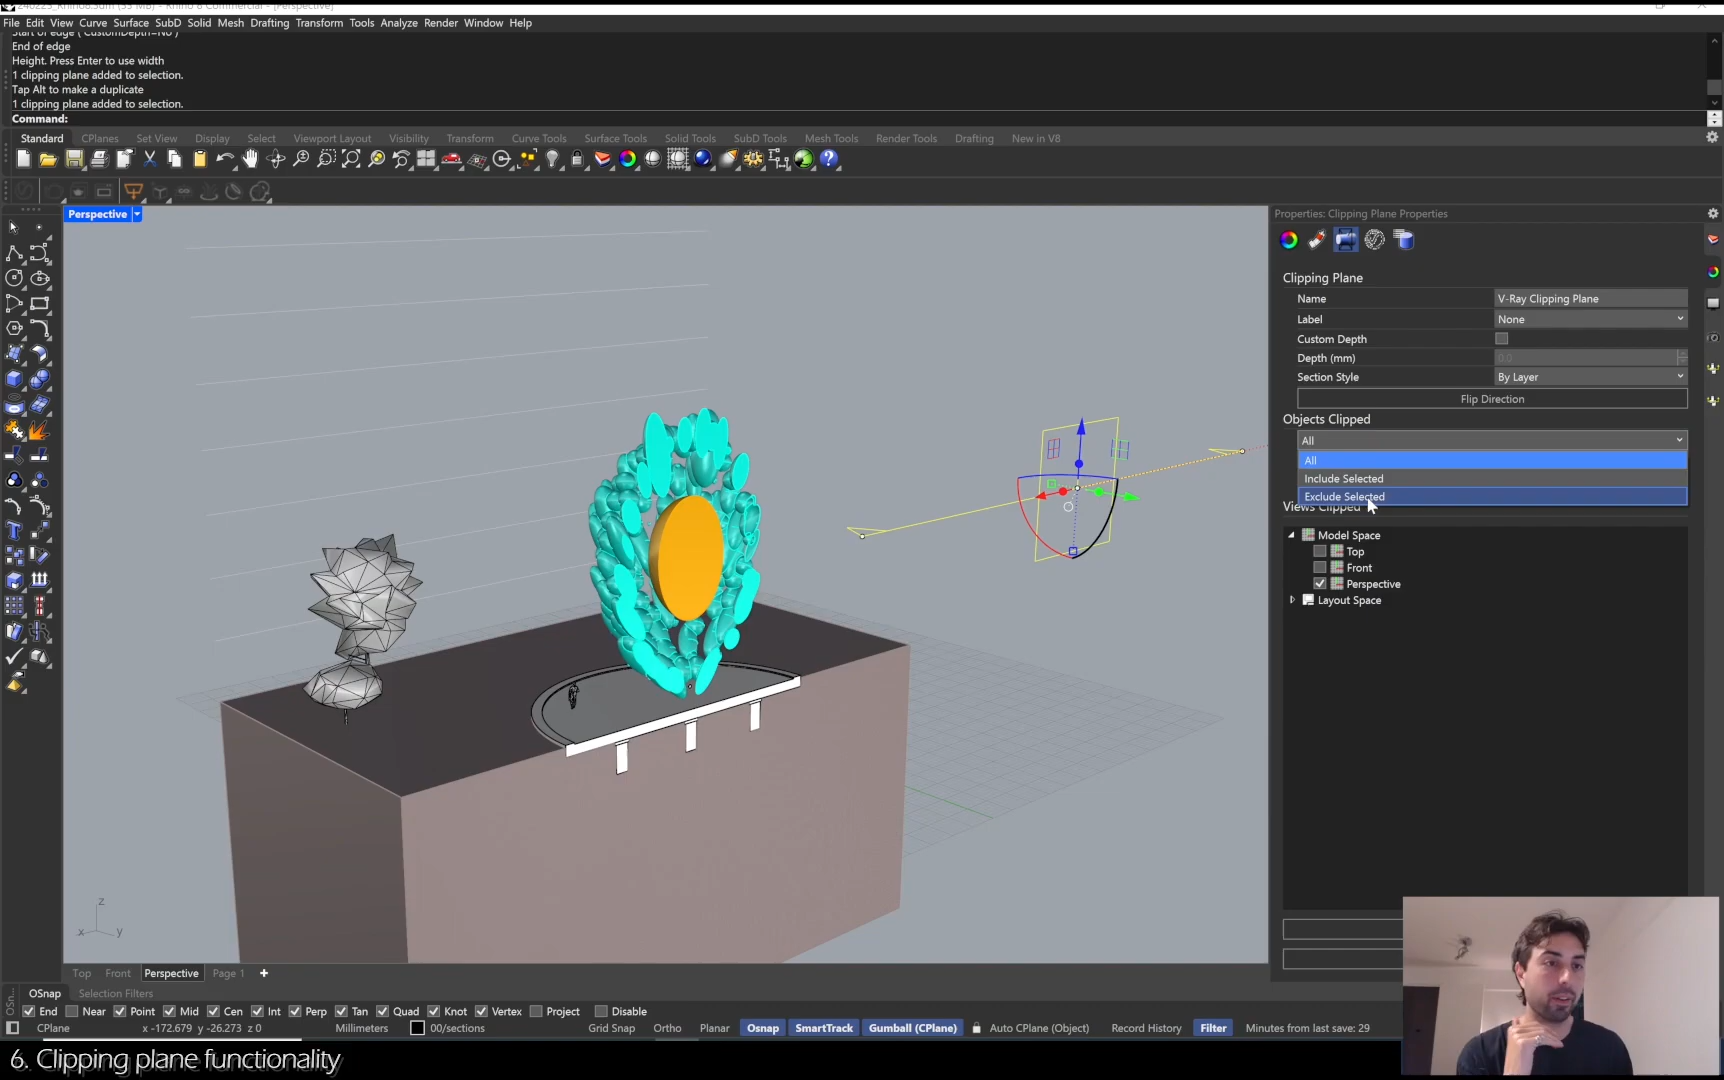 File Edit View Curve Surface SubD Solid Mesh Drafting Transform Tools Analyze Render Window Help
End of edge
Height. Press Enter to use width
1 clipping plane added to selection.
Tap Alt to make a duplicate
1 clipping plane added to selection.
Command:
Standard CPlanes Set View Display Select Viewport Layout Visibility Transform Curve Tools Surface Tools Solid Tools SubD Tools Mesh Tools Render Tools Drafting New in V8
Perspective
Properties: Clipping Plane Properties
Clipping Plane
Name V-Ray Clipping Plane
Label None
Custom Depth
Depth (mm) 0.0
Section Style By Layer
Flip Direction
Objects Clipped
All
All
Include Selected
Exclude Selected
Views Clipped
Model Space
Top
Front
Perspective
Layout Space
z
x y
Top Front Perspective Page 1
OSnap Selection Filters
End Near Point Mid Cen Int Perp Tan Quad Knot Vertex Project Disable
CPlane x -172.679 y -26.273 z 0 Millimeters 00/sections Grid Snap Ortho Planar Osnap SmartTrack Gumball (CPlane) Auto CPlane (Object) Record History Filter Minutes from last save: 29
6. Clipping plane functionality